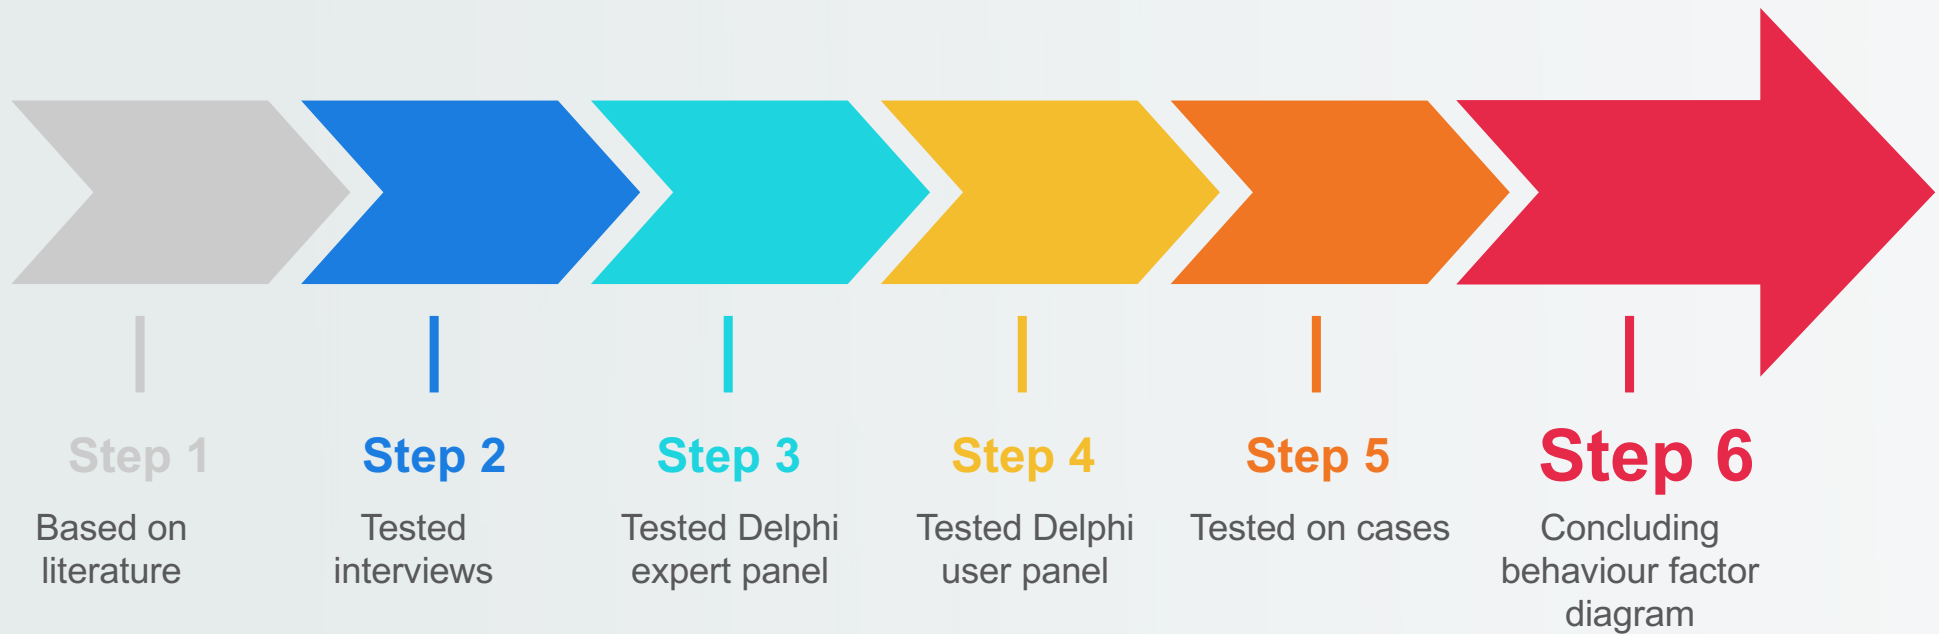 Step 1
Based on
literature
Step 2
Tested
interviews
Step 3
Tested Delphi
expert panel
Step 4
Tested Delphi
user panel
Step 5
Tested on cases
Step 6
Concluding
behaviour factor
diagram